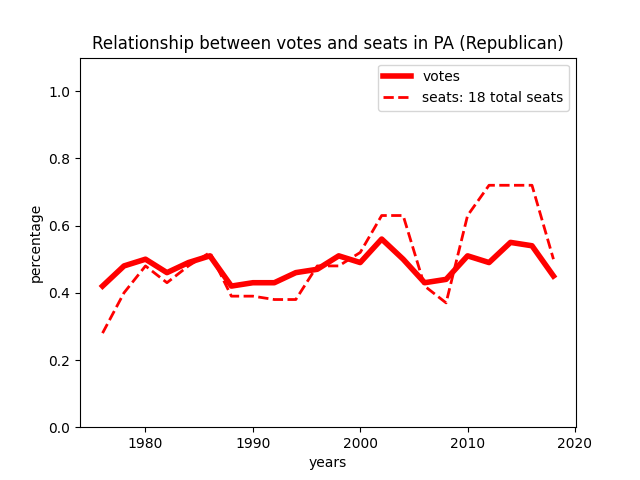 Relationship between votes and seats in PA (Republican)
votes
seats: 18 total seats
1.0
0.8
0.6
0.4
0.2
0.0
percentage
1980 1990 2000 2010 2020
years